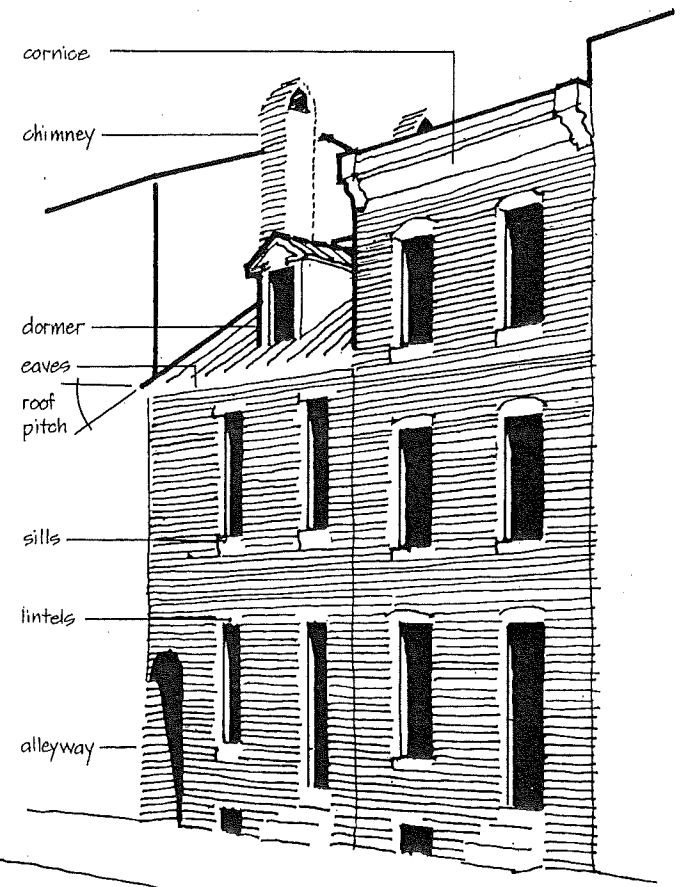 cornice
chimney
dormer
eaves
roof
pitch
sills
lintels
alleyway